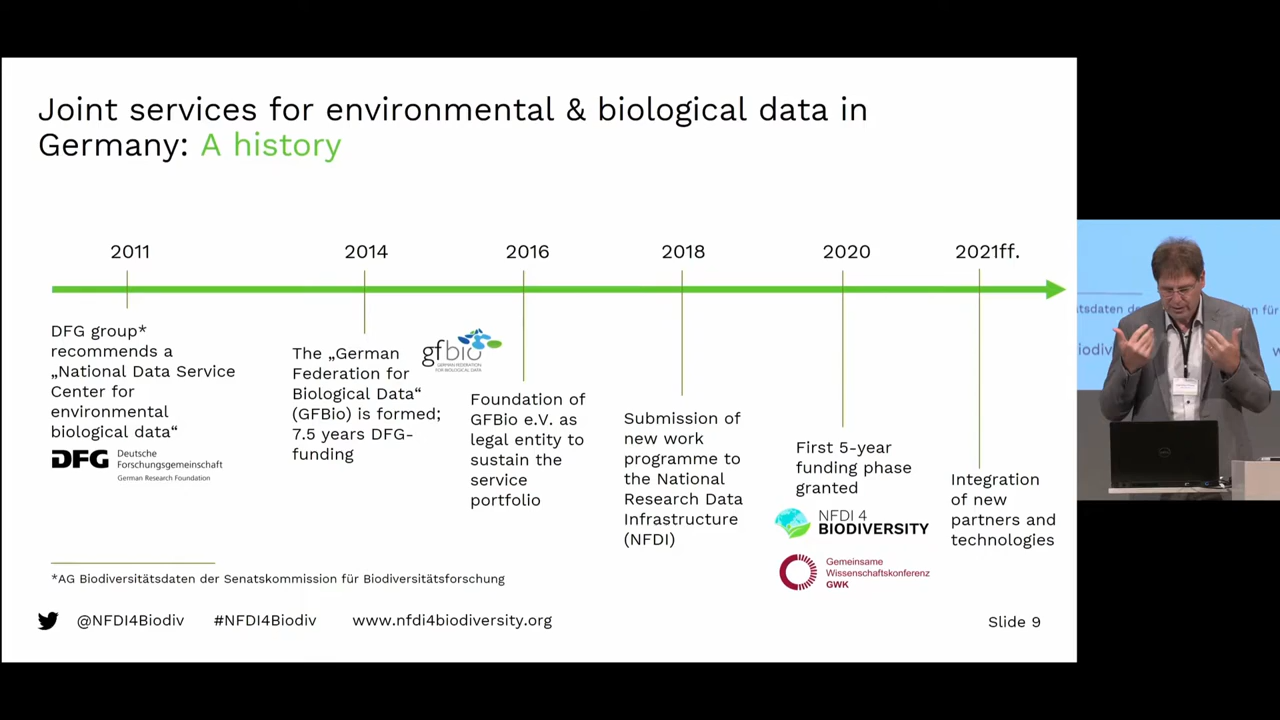 Joint services for environmental & biological data in
Germany: A history
2011
2014
2016
2018
2020
2021ff.
DFG group*
recommends a
„National Data Service
Center for
environmental
biological data“
DFG
Deutsche
Forschungsgemeinschaft
German Research Foundation
The „German
Federation for
Biological Data“
(GFBio) is formed;
7.5 years DFG-
funding
gfbio
GERMAN FEDERATION
FOR BIOLOGICAL DATA
Foundation of
GFBio e.V. as
legal entity to
sustain the
service
portfolio
Submission of
new work
programme to
the National
Research Data
Infrastructure
(NFDI)
First 5-year
funding phase
granted
NFDI 4
BIODIVERSITY
Gemeinsame
Wissenschaftskonferenz
GWK
Integration
of new
partners and
technologies
*AG Biodiversitätsdaten der Senatskommission für Biodiversitätsforschung
@NFDI4Biodiv #NFDI4Biodiv www.nfdi4biodiversity.org
Slide 9